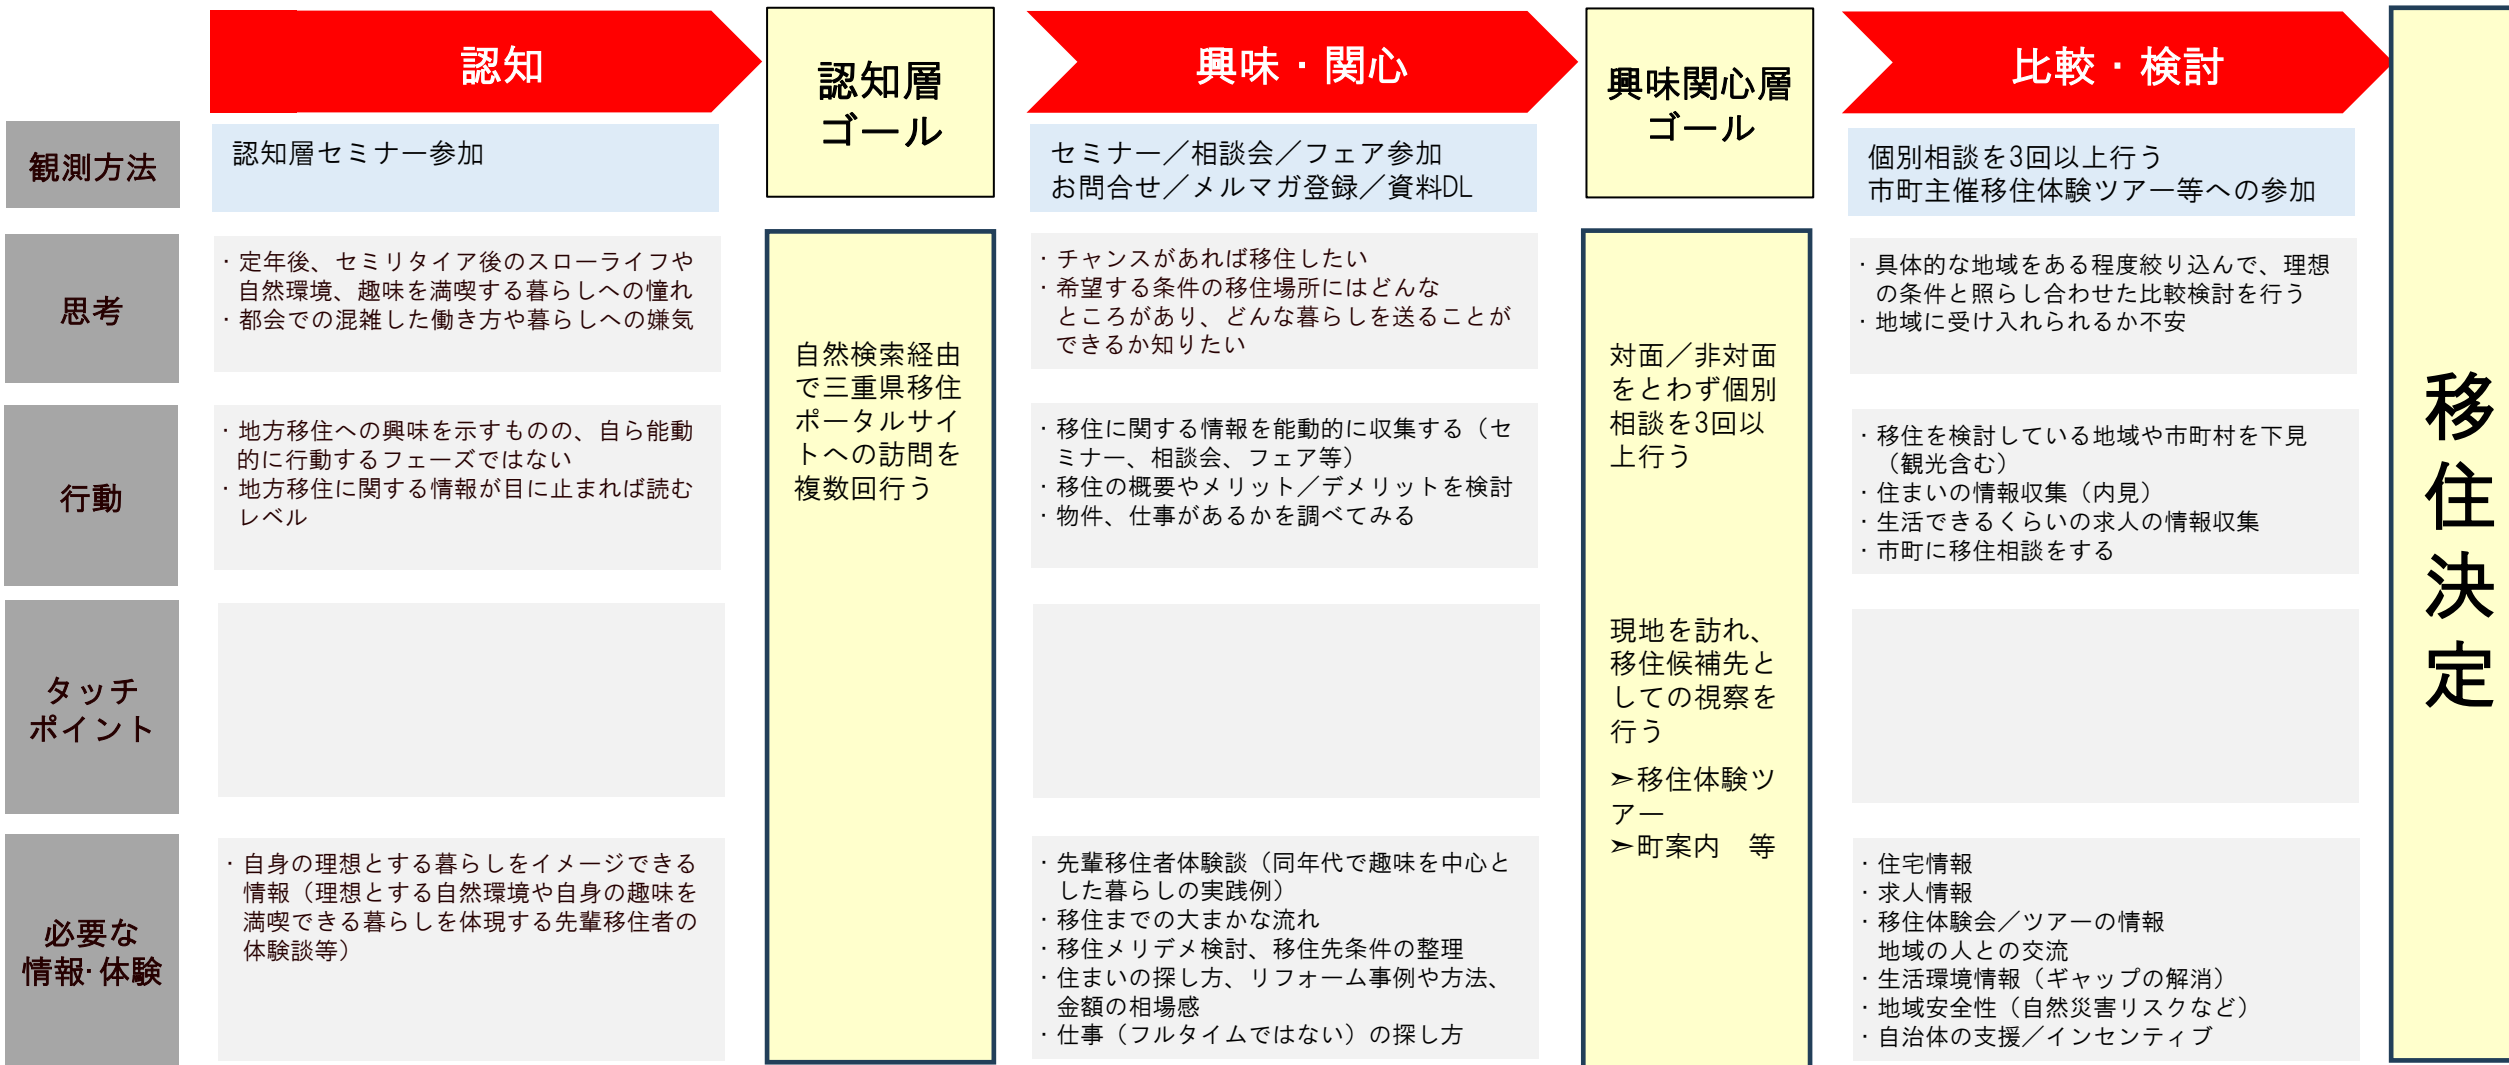 認知
認知層
ゴール
興味・関心
興味関心層
ゴール
比較・検討
移住決定
観測方法
認知層セミナー参加
セミナー／相談会／フェア参加
お問合せ／メルマガ登録／資料DL
個別相談を3回以上行う
市町主催移住体験ツアー等への参加
思考
・定年後、セミリタイア後のスローライフや
自然環境、趣味を満喫する暮らしへの憧れ
・都会での混雑した働き方や暮らしへの嫌気
自然検索経由
で三重県移住
ポータルサイ
トへの訪問を
複数回行う
・チャンスがあれば移住したい
・希望する条件の移住場所にはどんな
ところがあり、どんな暮らしを送ることが
できるか知りたい
対面／非対面
をとわず個別
相談を3回以
上行う
現地を訪れ、
移住候補先と
しての視察を
行う
➣移住体験ツ
アー
➣町案内　等
・具体的な地域をある程度絞り込んで、理想
の条件と照らし合わせた比較検討を行う
・地域に受け入れられるか不安
行動
・地方移住への興味を示すものの、自ら能動
的に行動するフェーズではない
・地方移住に関する情報が目に止まれば読む
レベル
・移住に関する情報を能動的に収集する（セ
ミナー、相談会、フェア等）
・移住の概要やメリット／デメリットを検討
・物件、仕事があるかを調べてみる
・移住を検討している地域や市町村を下見
（観光含む）
・住まいの情報収集（内見）
・生活できるくらいの求人の情報収集
・市町に移住相談をする
タッチ
ポイント
必要な
情報・体験
・自身の理想とする暮らしをイメージできる
情報（理想とする自然環境や自身の趣味を
満喫できる暮らしを体現する先輩移住者の
体験談等）
・先輩移住者体験談（同年代で趣味を中心と
した暮らしの実践例）
・移住までの大まかな流れ
・移住メリデメ検討、移住先条件の整理
・住まいの探し方、リフォーム事例や方法、
金額の相場感
・仕事（フルタイムではない）の探し方
・住宅情報
・求人情報
・移住体験会／ツアーの情報
地域の人との交流
・生活環境情報（ギャップの解消）
・地域安全性（自然災害リスクなど）
・自治体の支援／インセンティブ